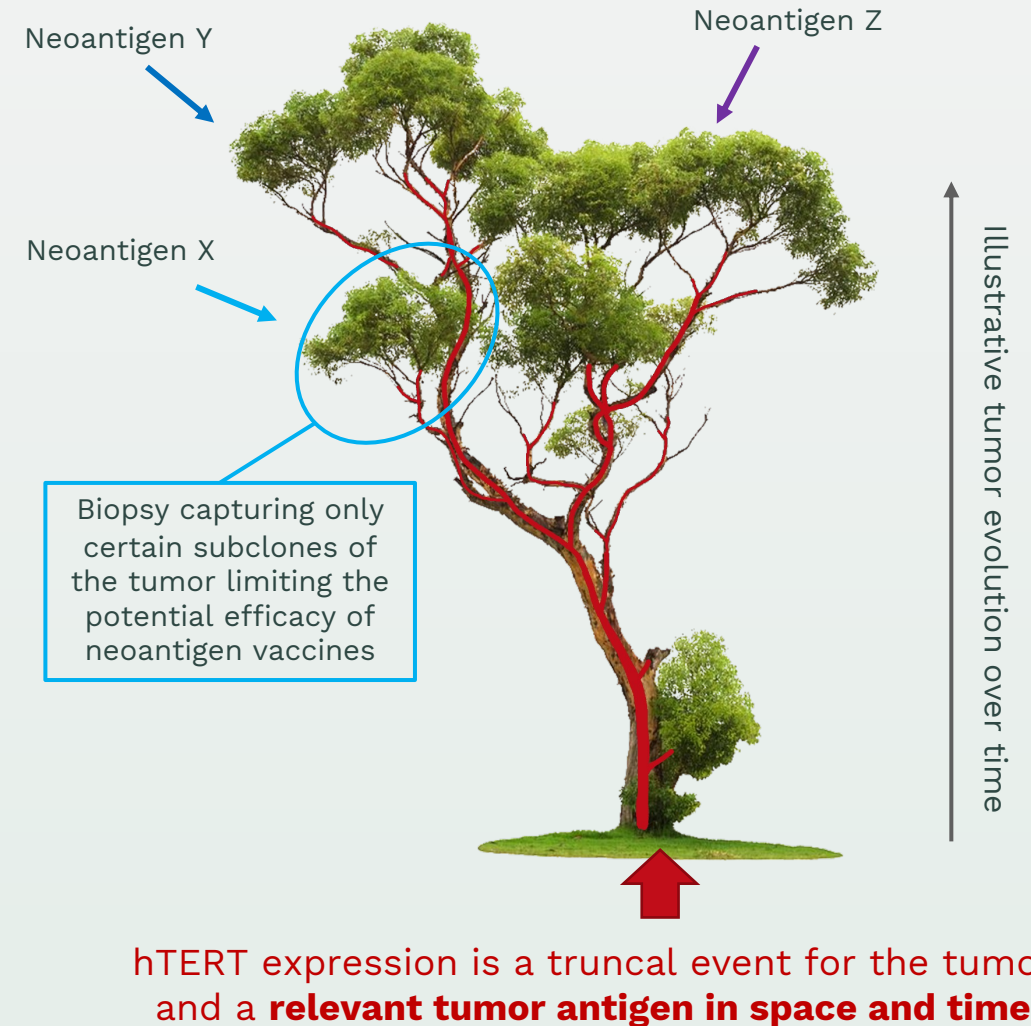 Neoantigen Y
Neoantigen Z
Neoantigen X
Illustrative tumor evolution over time
Biopsy capturing only
certain subclones of
the tumor limiting the
potential efficacy of
neoantigen vaccines
hTERT expression is a truncal event for the
and a relevant tumor antigen in space and time